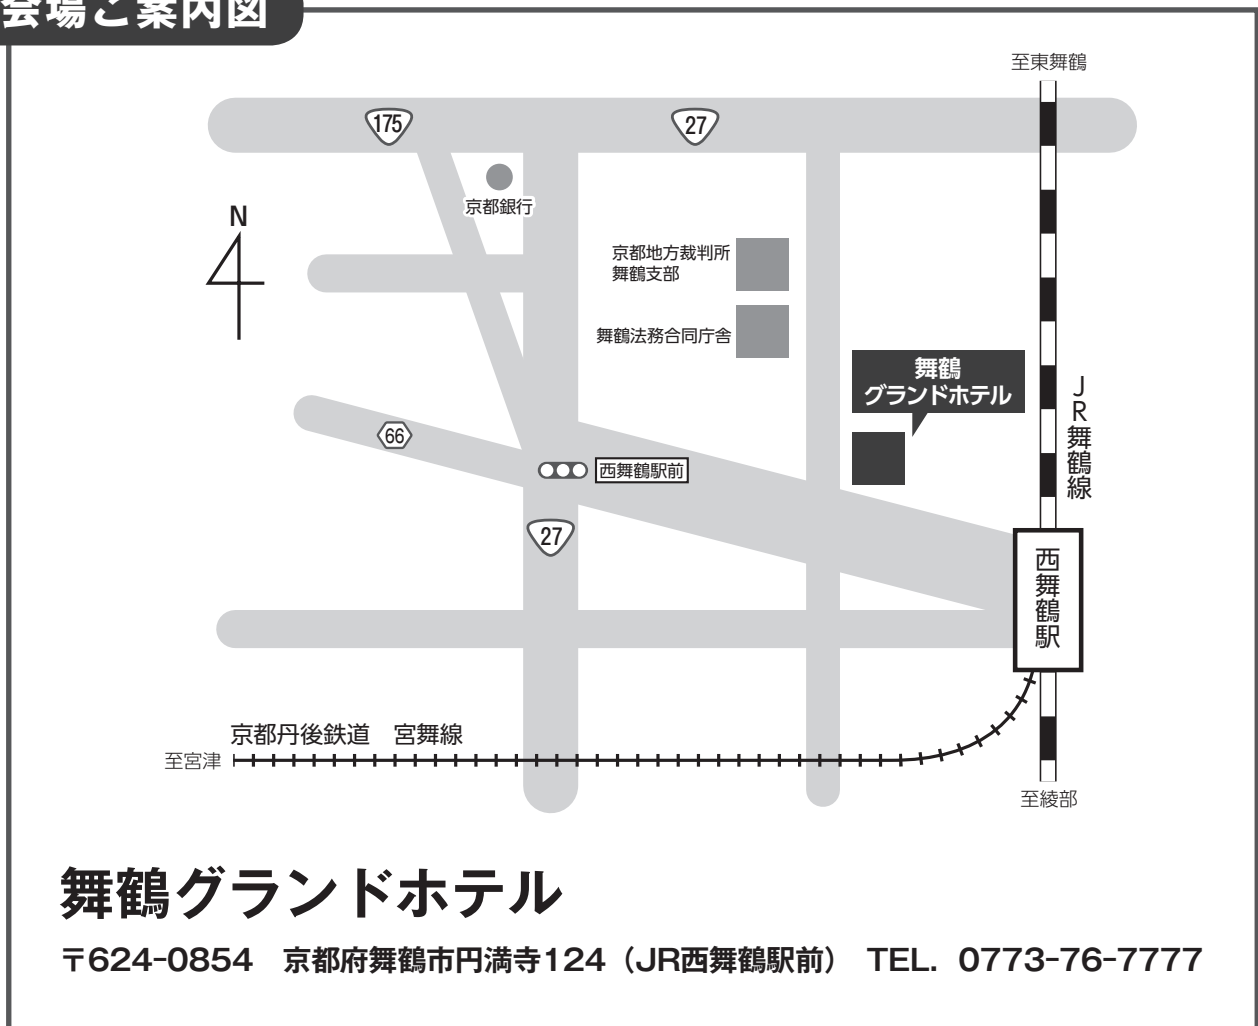 会場ご案内図
至東舞鶴
175
27
京都銀行
N
京都地方裁判所
舞鶴支部
舞鶴法務合同庁舎
舞鶴
グランドホテル
JR舞鶴線
66
西舞鶴駅前
27
西舞鶴駅
京都丹後鉄道　宮舞線
至宮津
至綾部
舞鶴グランドホテル
〒624-0854　京都府舞鶴市円満寺124（JR西舞鶴駅前）　TEL. 0773-76-7777